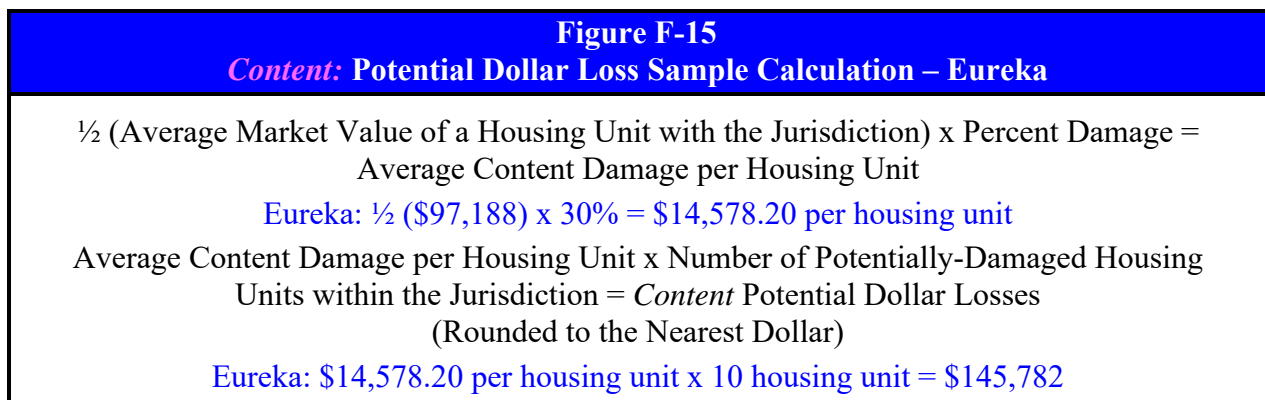 Figure F-15
Content: Potential Dollar Loss Sample Calculation – Eureka
½ (Average Market Value of a Housing Unit with the Jurisdiction) x Percent Damage =
Average Content Damage per Housing Unit
Eureka: ½ ($97,188) x 30% = $14,578.20 per housing unit
Average Content Damage per Housing Unit x Number of Potentially-Damaged Housing
Units within the Jurisdiction = Content Potential Dollar Losses
(Rounded to the Nearest Dollar)
Eureka: $14,578.20 per housing unit x 10 housing unit = $145,782